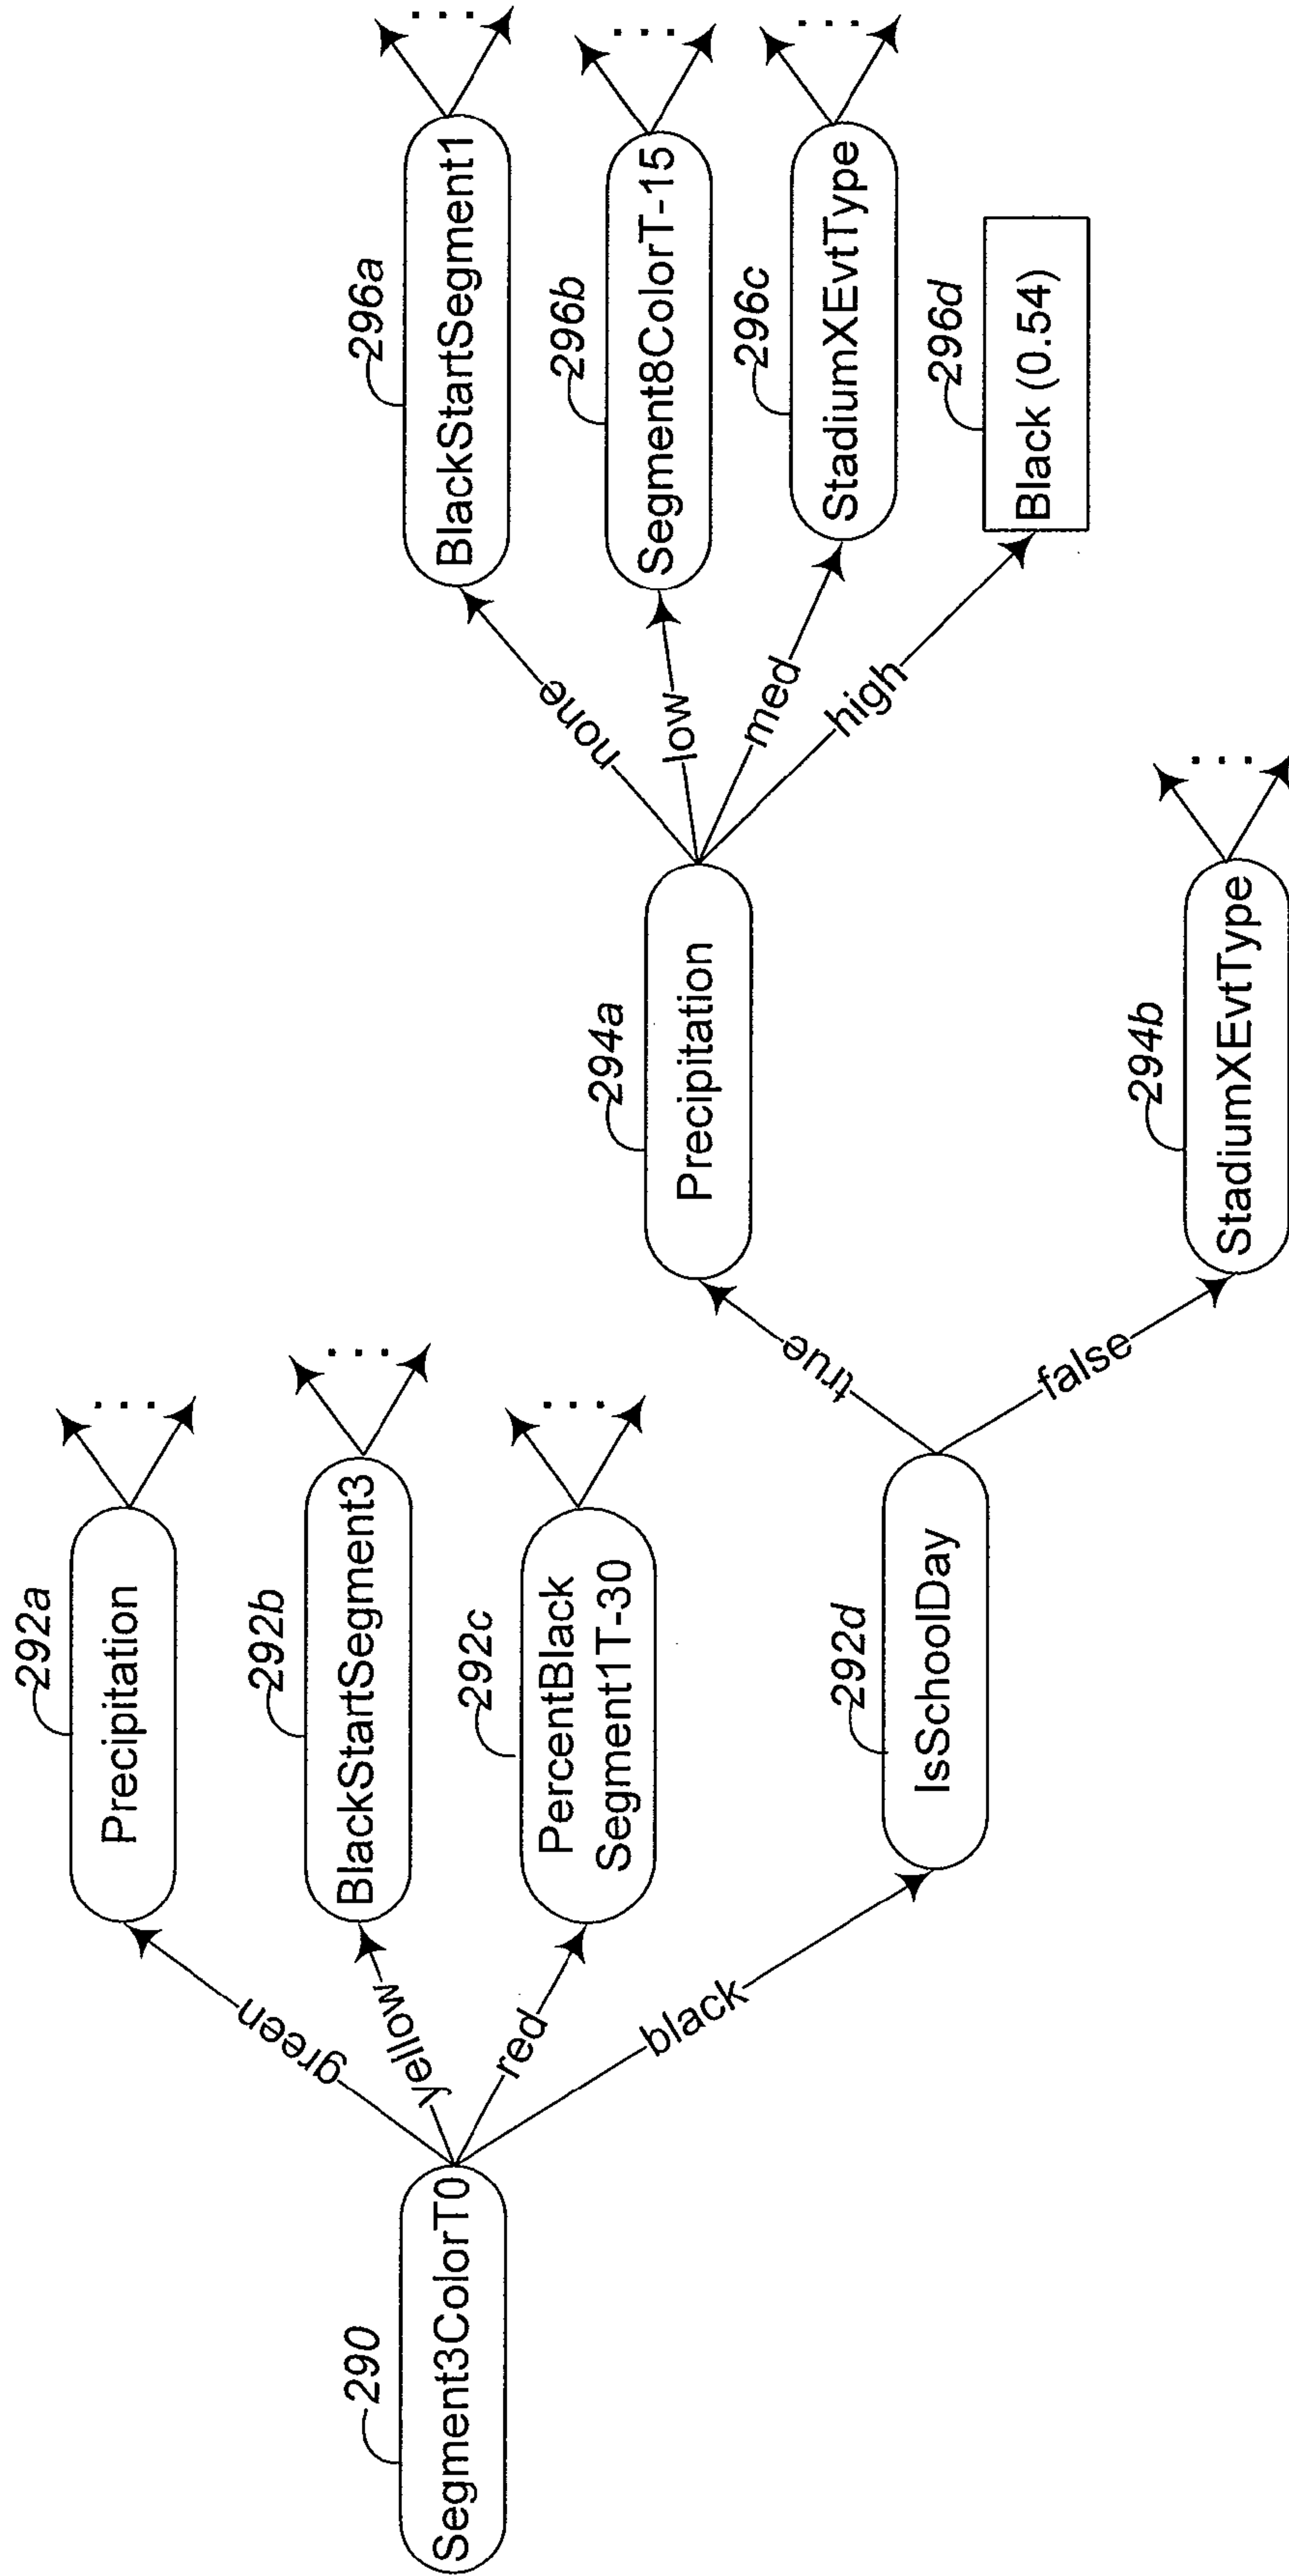 290
Segment3ColorT0
green
yellow
red
black
292a
Precipitation
...
292b
BlackStartSegment3
...
292c
PercentBlack
Segment1T-30
...
292d
IsSchoolDay
true
false
294a
Precipitation
none
low
med
high
294b
StadiumXEvtType
...
296a
BlackStartSegment1
...
296b
Segment8ColorT-15
...
296c
StadiumXEvtType
...
296d
Black (0.54)